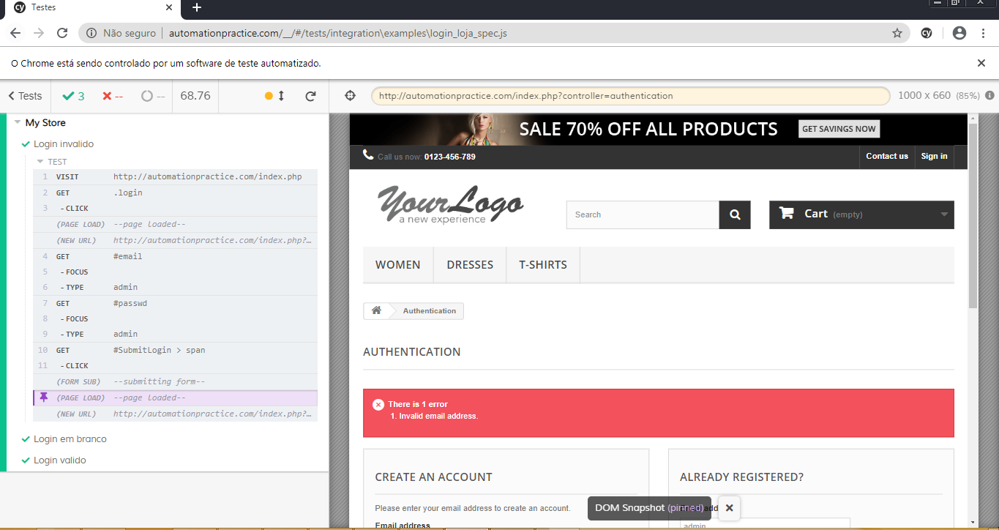 Testes
Não seguro | automationpractice.com/__/#/tests/integration\examples\login_loja_spec.js
O Chrome está sendo controlado por um software de teste automatizado.
Tests 3 -- -- 68.76 http://automationpractice.com/index.php?controller=authentication 1000 x 660 (85%)
My Store
Login invalido
TEST
1 VISIT http://automationpractice.com/index.php
2 GET .login
3 - CLICK
(PAGE LOAD) --page loaded--
(NEW URL) http://automationpractice.com/index.php?…
4 GET #email
5 - FOCUS
6 - TYPE admin
7 GET #passwd
8 - FOCUS
9 - TYPE admin
10 GET #SubmitLogin > span
11 - CLICK
(FORM SUB) --submitting form--
(PAGE LOAD) --page loaded--
(NEW URL) http://automationpractice.com/index.php?…
Login em branco
Login valido
SALE 70% OFF ALL PRODUCTS GET SAVINGS NOW
Call us now: 0123-456-789 Contact us Sign in
YourLogo
a new experience
Search
Cart (empty)
WOMEN DRESSES T-SHIRTS
Authentication
AUTHENTICATION
There is 1 error
1. Invalid email address.
CREATE AN ACCOUNT
Please enter your email address to create an account.
Email address
ALREADY REGISTERED?
admin
DOM Snapshot (pinned)